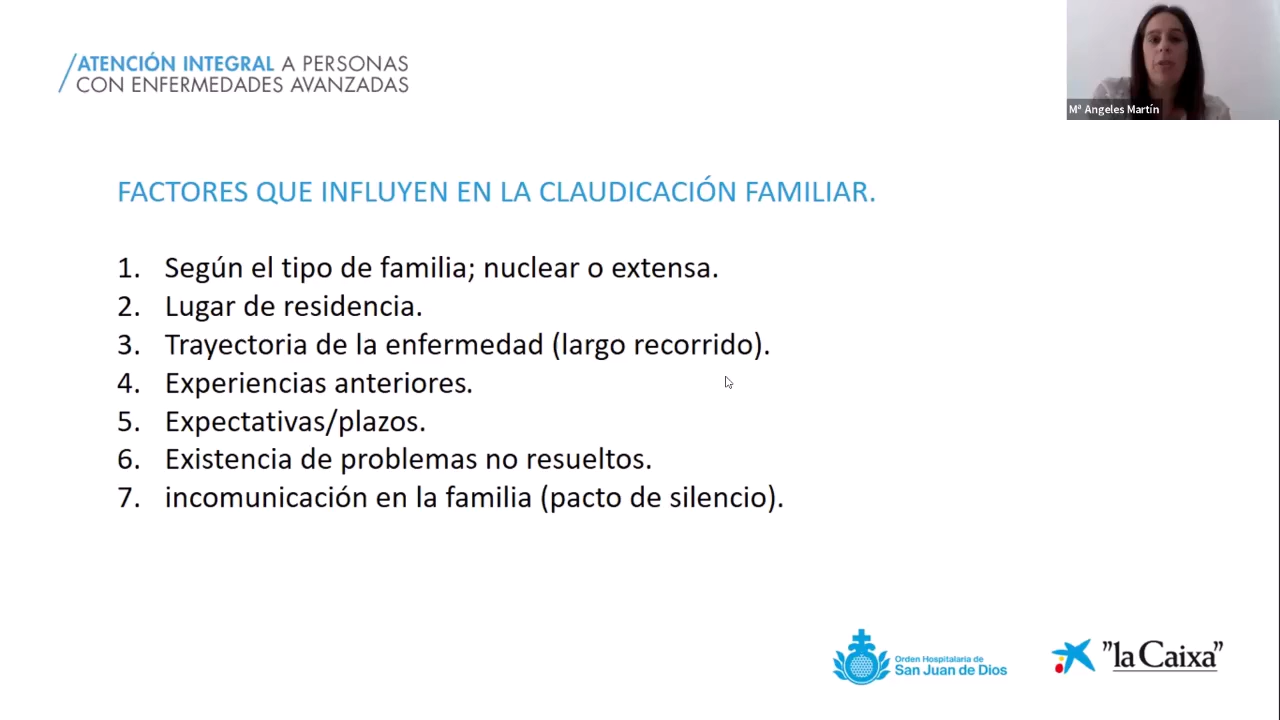 ATENCIÓN INTEGRAL A PERSONAS
CON ENFERMEDADES AVANZADAS
Mª Angeles Martín
FACTORES QUE INFLUYEN EN LA CLAUDICACIÓN FAMILIAR.
1. Según el tipo de familia; nuclear o extensa.
2. Lugar de residencia.
3. Trayectoria de la enfermedad (largo recorrido).
4. Experiencias anteriores.
5. Expectativas/plazos.
6. Existencia de problemas no resueltos.
7. incomunicación en la familia (pacto de silencio).
Orden Hospitalaria de
San Juan de Dios
"la Caixa"